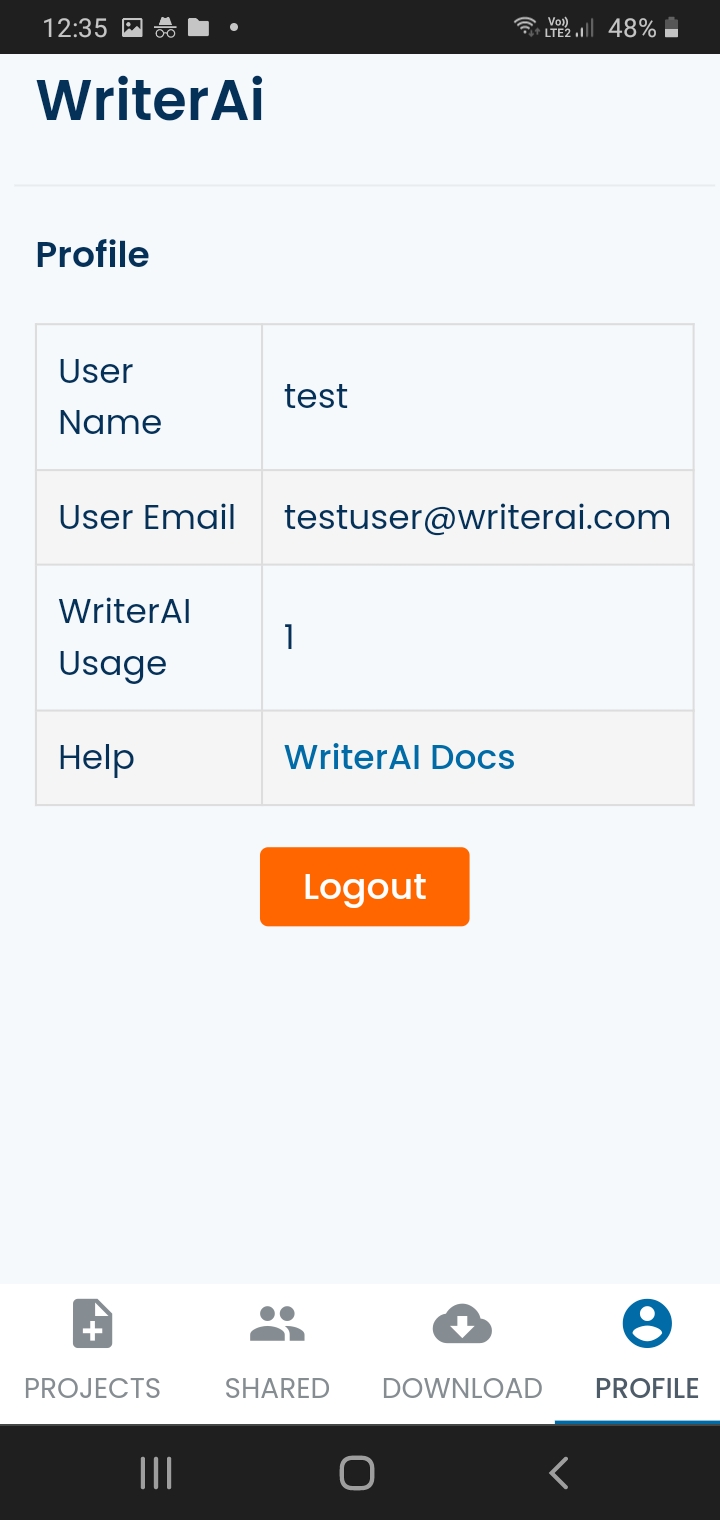 12:35 Vo)) LTE2 48%
WriterAi
Profile
User
Name
test
User Email testuser@writerai.com
WriterAI
Usage
1
Help WriterAI Docs
Logout
PROJECTS SHARED DOWNLOAD PROFILE